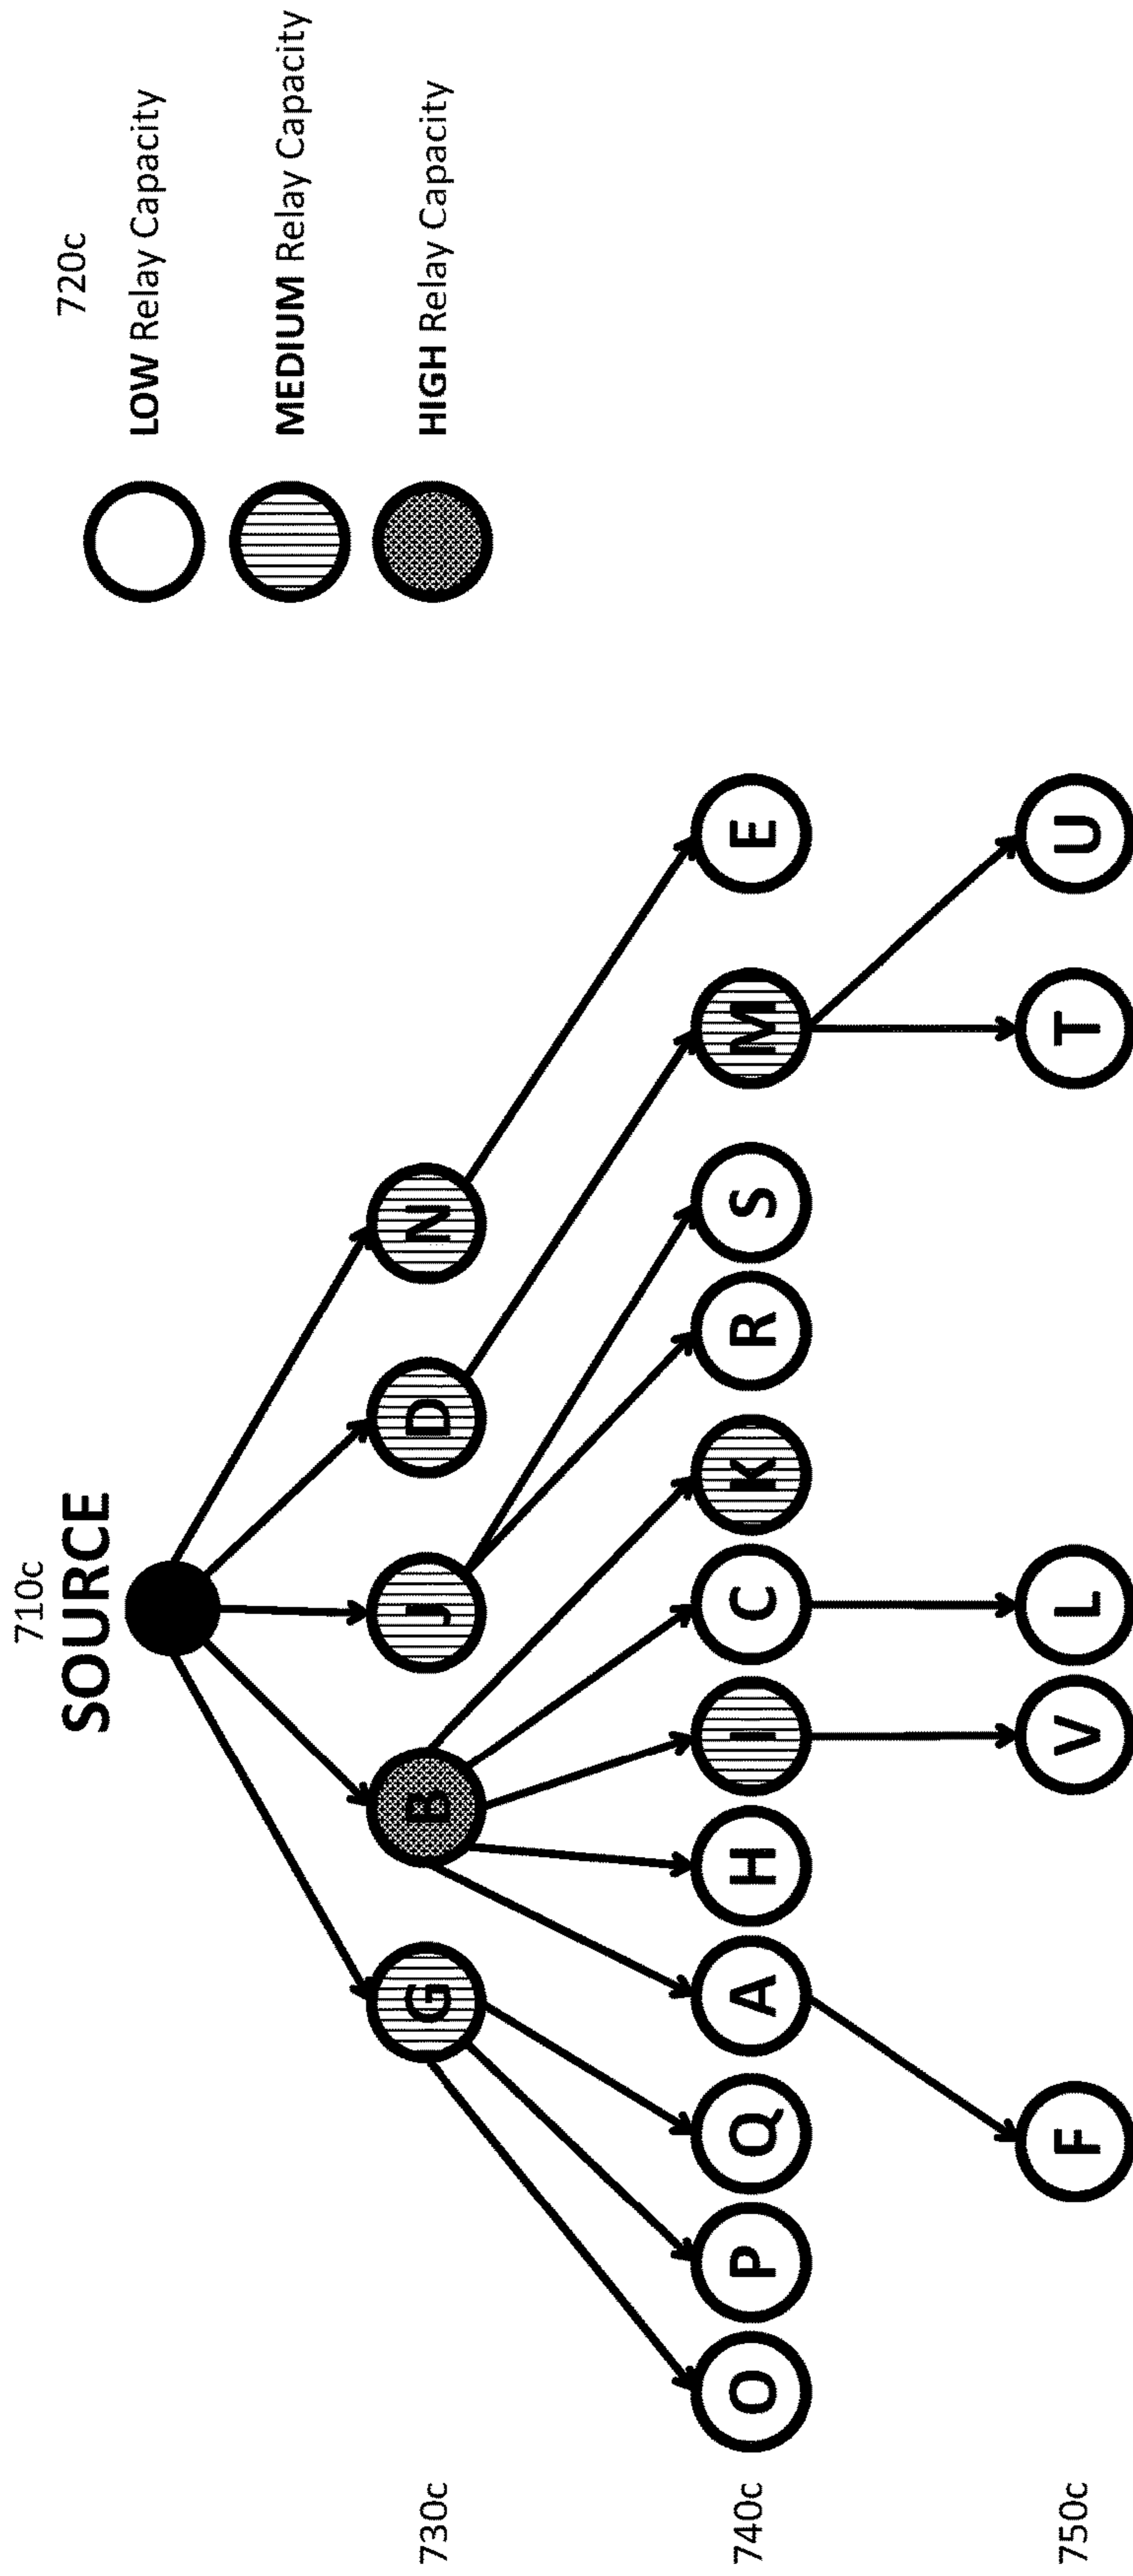 710c
SOURCE
720c
LOW Relay Capacity
MEDIUM Relay Capacity
HIGH Relay Capacity
730c
G B J D N
740c
O P Q A H I C K R S M E
750c
F V L T U